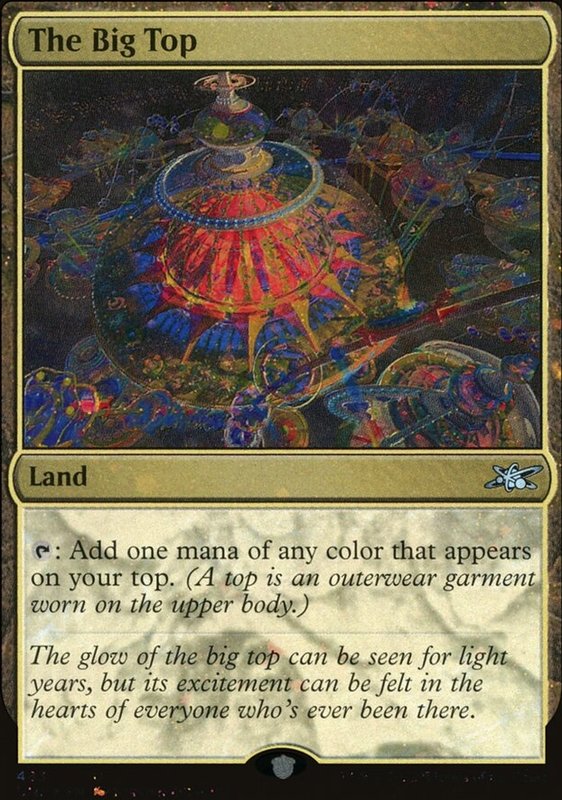 The Big Top
Land
: Add one mana of any color that appears
on your top. (A top is an outerwear garment
worn on the upper body.)
The glow of the big top can be seen for light
years, but its excitement can be felt in the
hearts of everyone who's ever been there.